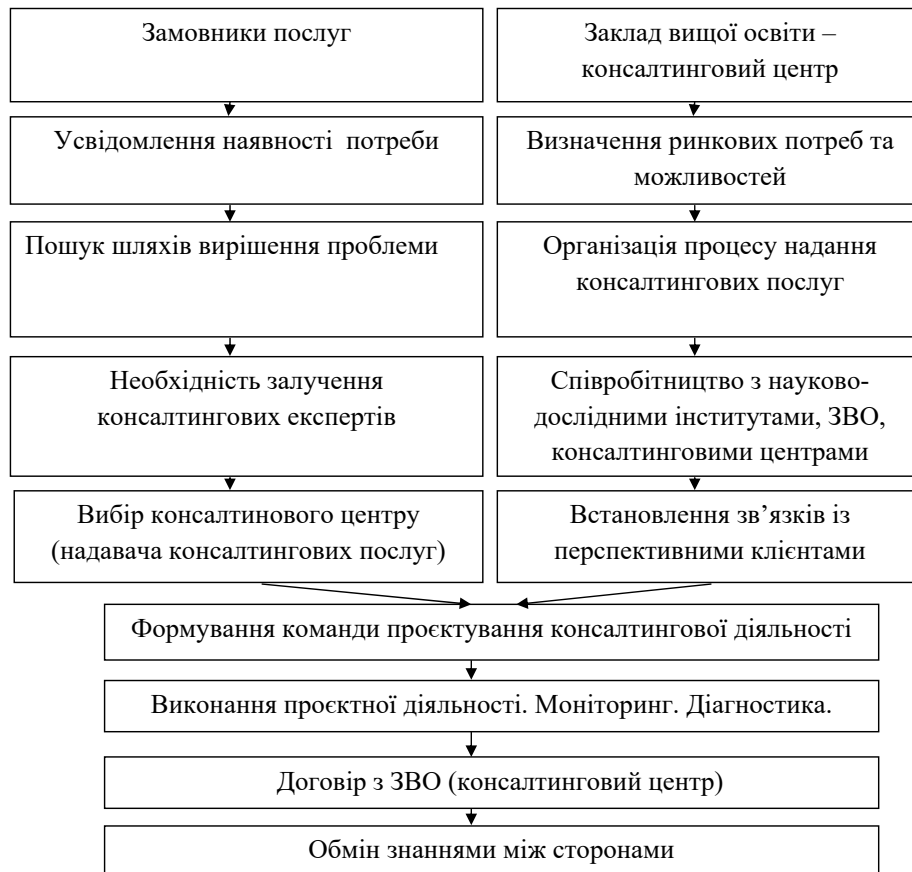 Замовники послуг
Заклад вищої освіти –
консалтинговий центр
Усвідомлення наявності потреби
Визначення ринкових потреб та
можливостей
Пошук шляхів вирішення проблеми
Організація процесу надання
консалтингових послуг
Необхідність залучення
консалтингових експертів
Співробітництво з науково-
дослідними інститутами, ЗВО,
консалтинговими центрами
Вибір консалтинового центру
(надавача консалтингових послуг)
Встановлення зв’язків із
перспективними клієнтами
Формування команди проєктування консалтингової діяльності
Виконання проєктної діяльності. Моніторинг. Діагностика.
Договір з ЗВО (консалтинговий центр)
Обмін знаннями між сторонами